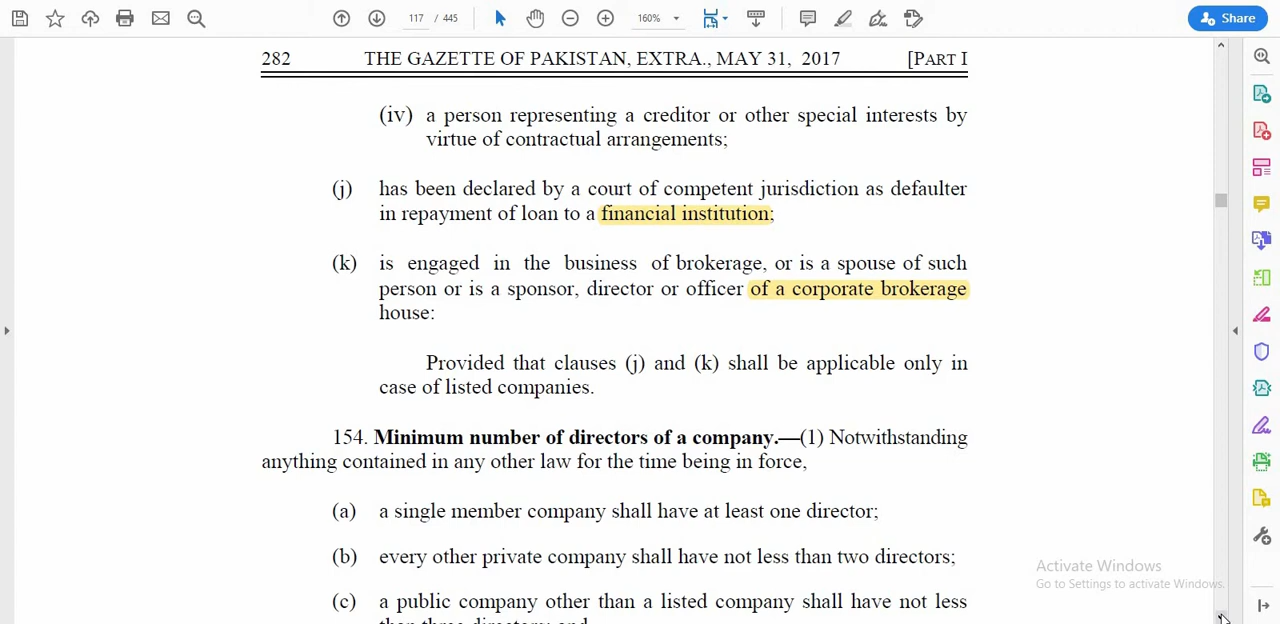 117 / 445
160%
Share
282 THE GAZETTE OF PAKISTAN, EXTRA., MAY 31, 2017 [PART I
(iv) a person representing a creditor or other special interests by
virtue of contractual arrangements;
(j) has been declared by a court of competent jurisdiction as defaulter
in repayment of loan to a financial institution;
(k) is engaged in the business of brokerage, or is a spouse of such
person or is a sponsor, director or officer of a corporate brokerage
house:
Provided that clauses (j) and (k) shall be applicable only in
case of listed companies.
154. Minimum number of directors of a company.—(1) Notwithstanding
anything contained in any other law for the time being in force,
(a) a single member company shall have at least one director;
(b) every other private company shall have not less than two directors;
Activate Windows
Go to Settings to activate Windows.
(c) a public company other than a listed company shall have not less
than three directors; and